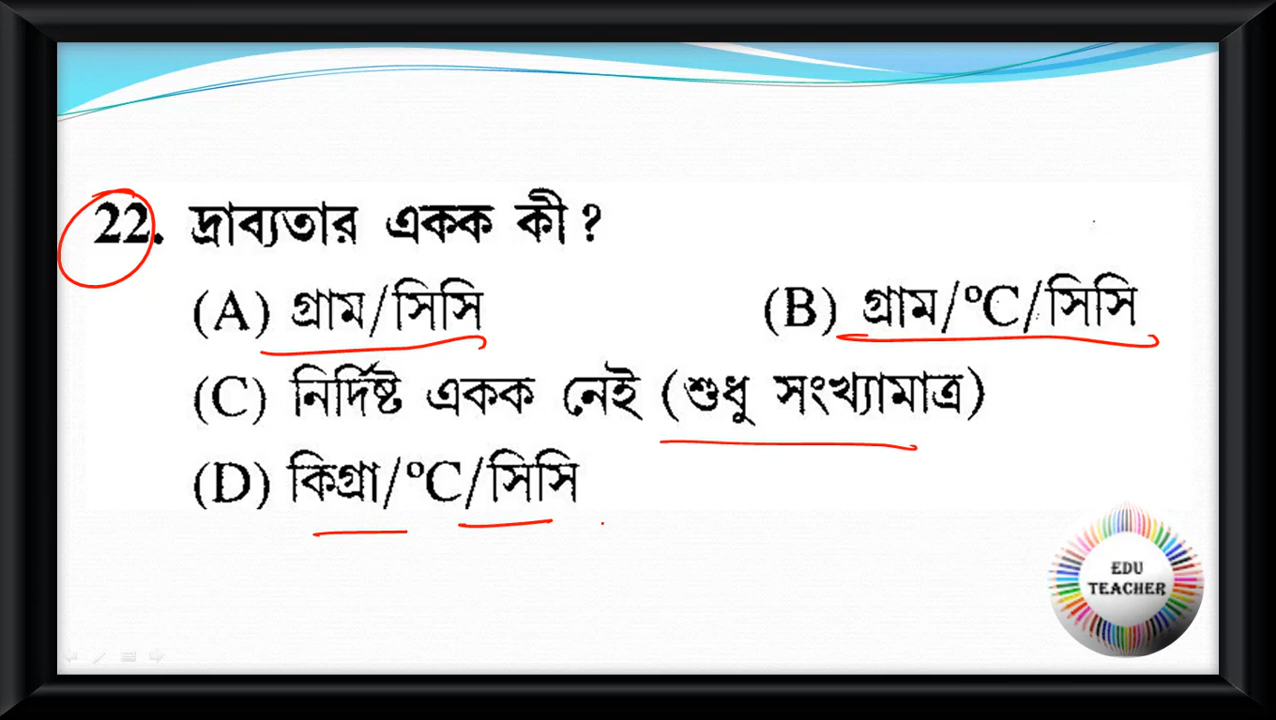 22. দ্রাব্যতার একক কী?
(A) গ্রাম/সিসি (B) গ্রাম/°C/সিসি
(C) নির্দিষ্ট একক নেই (শুধু সংখ্যামাত্র)
(D) কিগ্রা/°C/সিসি
EDU
TEACHER